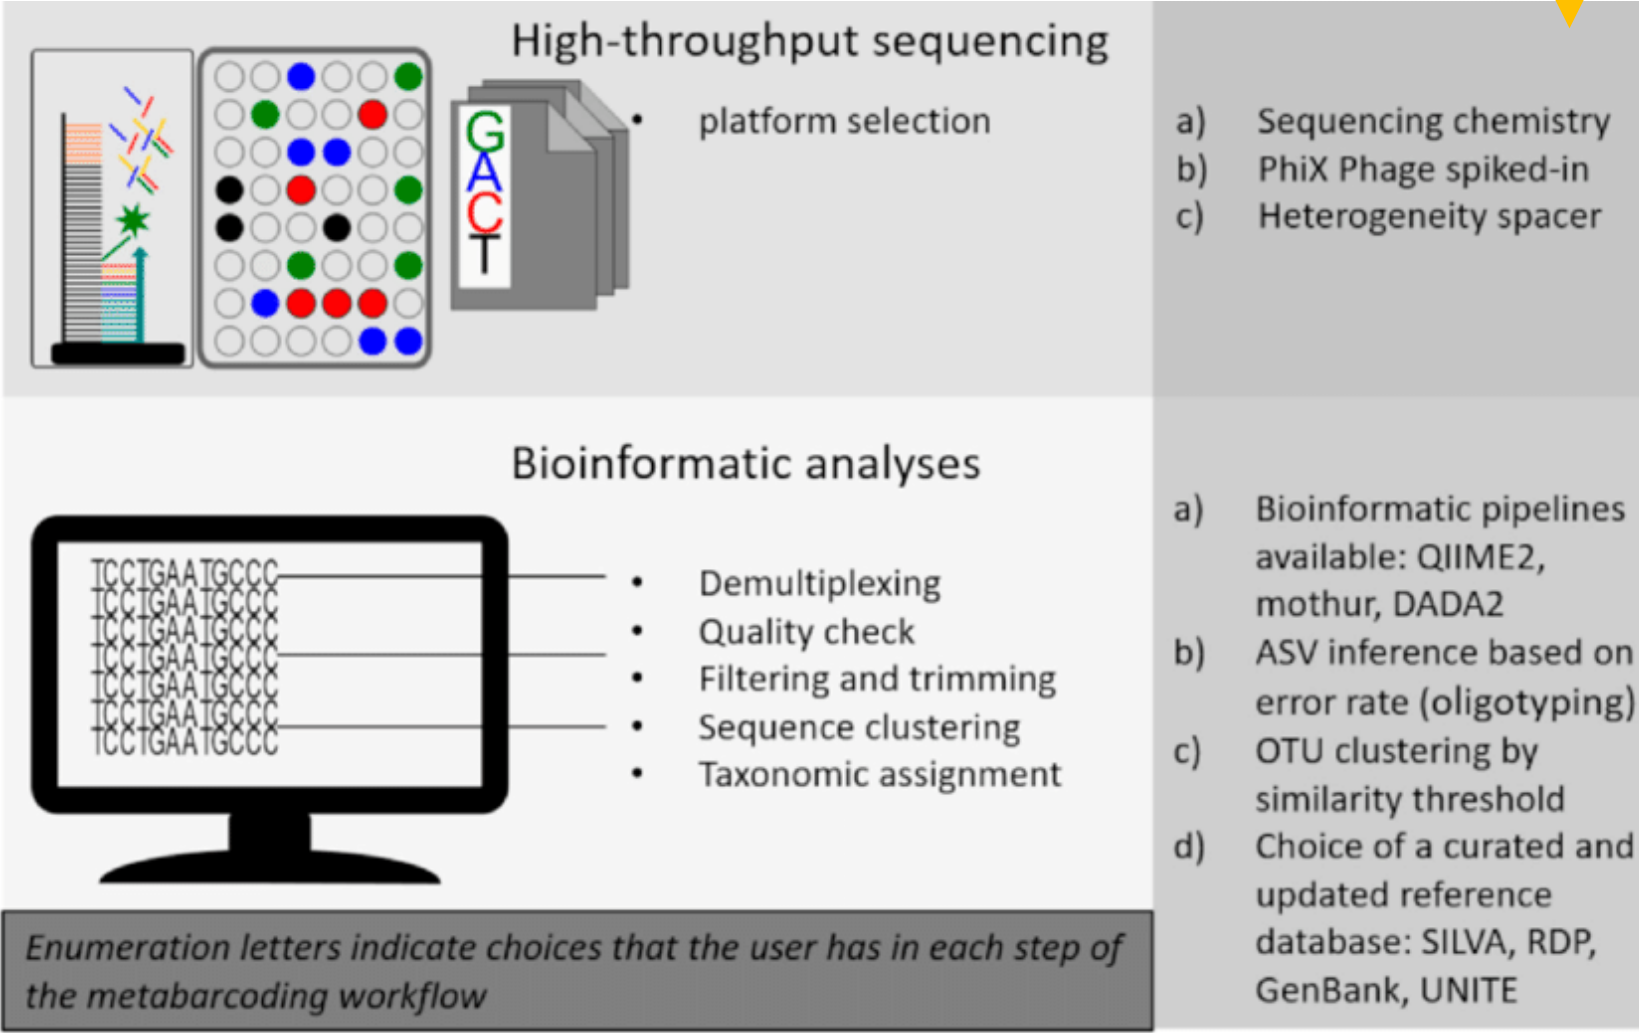 High-throughput sequencing
G
A
C
T
• platform selection
a) Sequencing chemistry
b) PhiX Phage spiked-in
c) Heterogeneity spacer
Bioinformatic analyses
TCCTGAATGCCC
TCCTGAATGCCC
TCCTGAATGCCC
TCCTGAATGCCC
TCCTGAATGCCC
TCCTGAATGCCC
TCCTGAATGCCC
• Demultiplexing
• Quality check
• Filtering and trimming
• Sequence clustering
• Taxonomic assignment
a) Bioinformatic pipelines
available: QIIME2,
mothur, DADA2
b) ASV inference based on
error rate (oligotyping)
c) OTU clustering by
similarity threshold
d) Choice of a curated and
updated reference
database: SILVA, RDP,
GenBank, UNITE
Enumeration letters indicate choices that the user has in each step of
the metabarcoding workflow